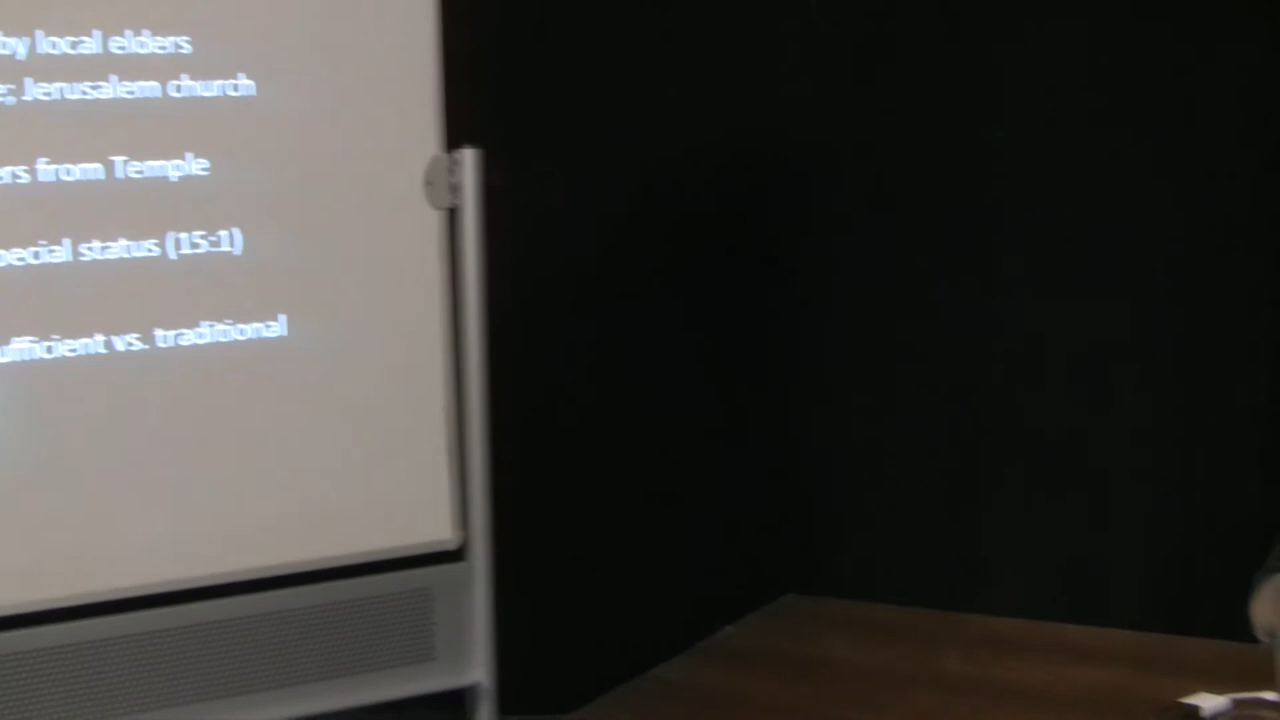 by local elders
e; Jerusalem church
ers from Temple
pecial status (15:1)
ufficient vs. traditional